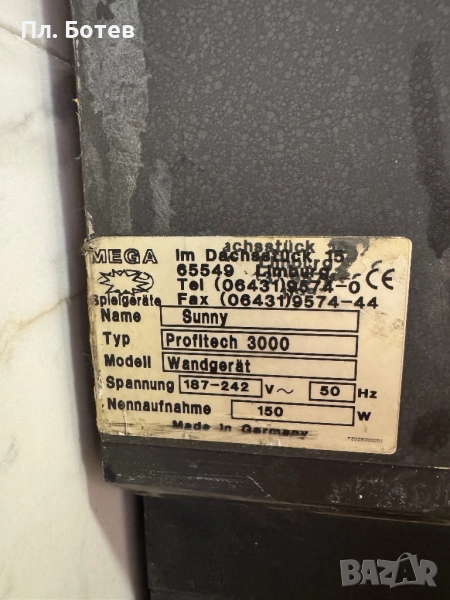 Пл. Ботев
achsstück
MEGA Im Dachsstück 15
65549 Limburg CE
Tel (06431)9574-0
Spielgeräte Fax (06431)9574-44
Name Sunny
Typ Profitech 3000
Modell Wandgerät
Spannung 187-242 V~ 50 Hz
Nennaufnahme 150 W
Made in Germany
BAZAR